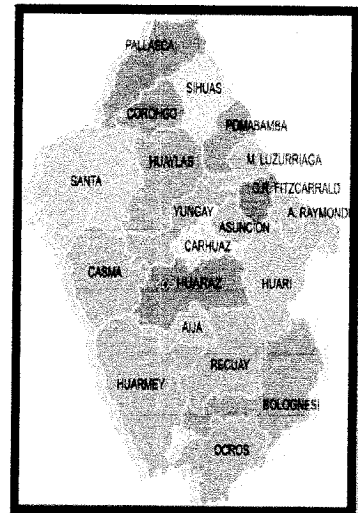 PALLASCA
SIHUAS
CORONGO
POMABAMBA
HUAYLAS
M. LUZURRIAGA
SANTA
C.F. FITZCARRALD
YUNGAY
A. RAYMONDI
ASUNCION
CARHUAZ
CASMA
HUARAZ
HUARI
AIJA
RECUAY
HUARMEY
BOLOGNESI
OCROS